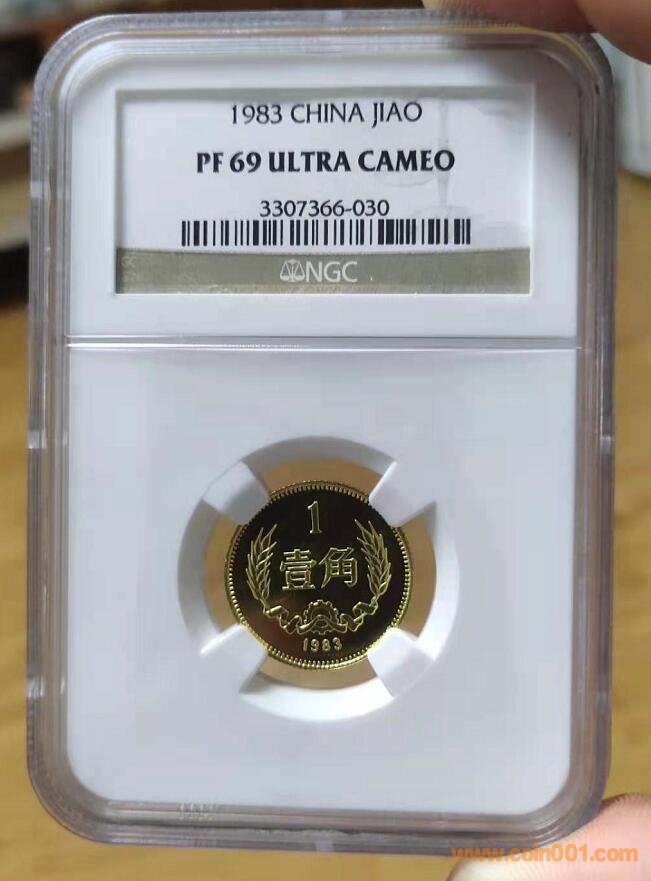 1983 CHINA JIAO
PF 69 ULTRA CAMEO
3307366-030
NGC
1
壹角
1983
www.coin001.com